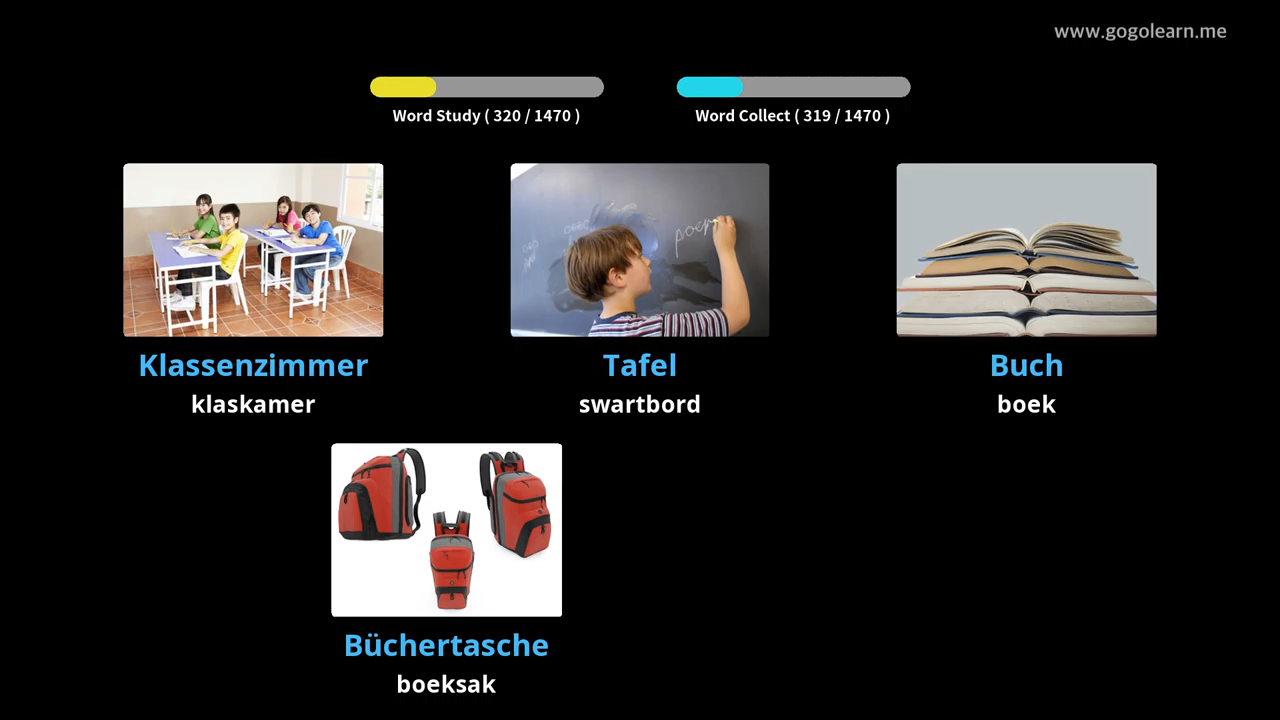 www.gogolearn.me
Word Study ( 320 / 1470 )
Word Collect ( 319 / 1470 )
Klassenzimmer
klaskamer
Tafel
swartbord
Buch
boek
Büchertasche
boeksak